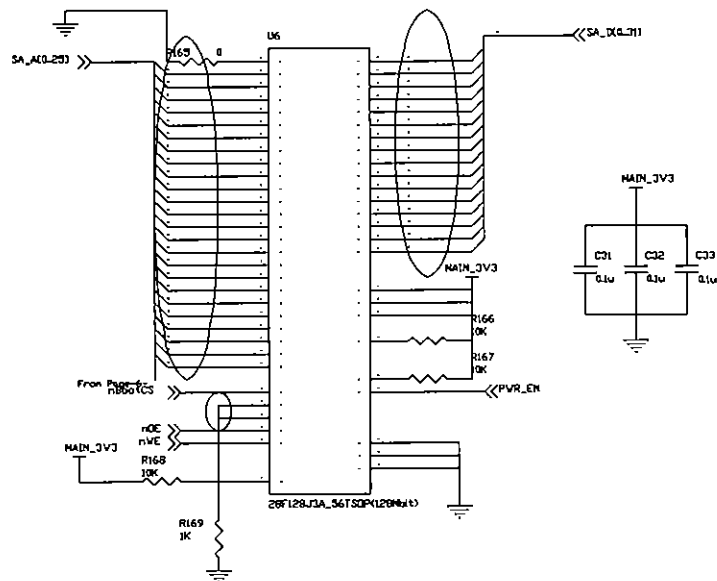 U6
R165 0
SA_D(0..31)
SA_A(0..25)
MAIN_3V3
C31
0.1u
C32
0.1u
C33
0.1u
MAIN_3V3
R166
10K
R167
10K
From Page 6-
nBootCS
PWR_EN
nOE
nWE
MAIN_3V3
R168
10K
28F128J3A_56TSOP(128Mbit)
R169
1K